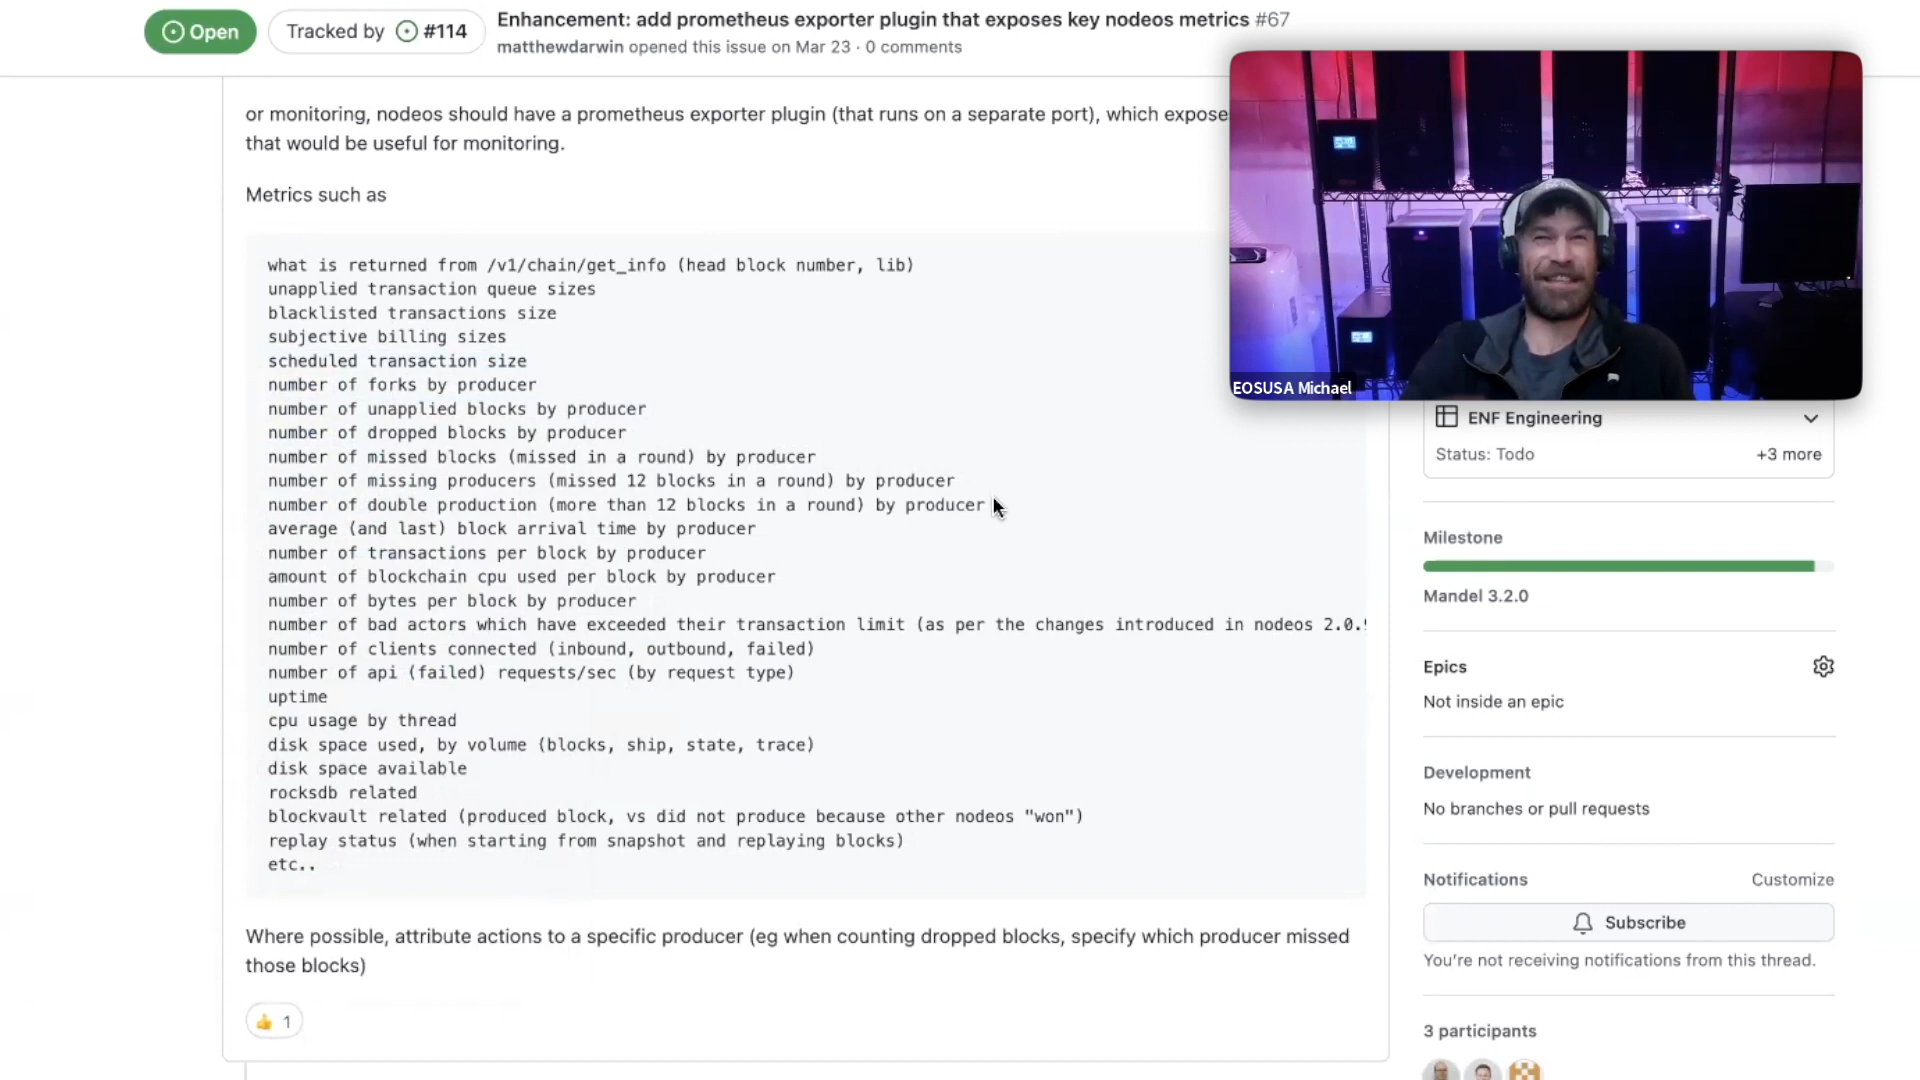 Open
Tracked by #114
Enhancement: add prometheus exporter plugin that exposes key nodeos metrics #67
matthewdarwin opened this issue on Mar 23 · 0 comments
or monitoring, nodeos should have a prometheus exporter plugin (that runs on a separate port), which expose
that would be useful for monitoring.
Metrics such as
what is returned from /v1/chain/get_info (head block number, lib)
unapplied transaction queue sizes
blacklisted transactions size
subjective billing sizes
scheduled transaction size
number of forks by producer
number of unapplied blocks by producer
number of dropped blocks by producer
number of missed blocks (missed in a round) by producer
number of missing producers (missed 12 blocks in a round) by producer
number of double production (more than 12 blocks in a round) by producer
average (and last) block arrival time by producer
number of transactions per block by producer
amount of blockchain cpu used per block by producer
number of bytes per block by producer
number of bad actors which have exceeded their transaction limit (as per the changes introduced in nodeos 2.0.9
number of clients connected (inbound, outbound, failed)
number of api (failed) requests/sec (by request type)
uptime
cpu usage by thread
disk space used, by volume (blocks, ship, state, trace)
disk space available
rocksdb related
blockvault related (produced block, vs did not produce because other nodeos "won")
replay status (when starting from snapshot and replaying blocks)
etc..
Where possible, attribute actions to a specific producer (eg when counting dropped blocks, specify which producer missed
those blocks)
👍 1
EOSUSA Michael
ENF Engineering
Status: Todo +3 more
Milestone
Mandel 3.2.0
Epics
Not inside an epic
Development
No branches or pull requests
Notifications Customize
Subscribe
You're not receiving notifications from this thread.
3 participants